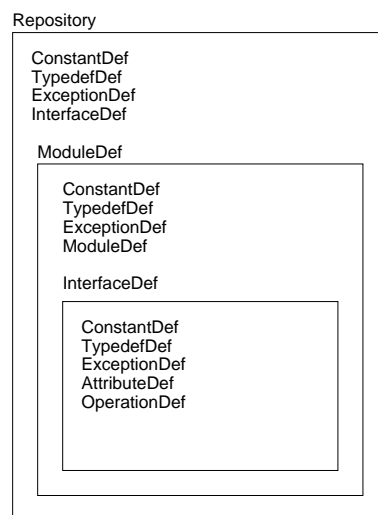 Repository
ConstantDef
TypedefDef
ExceptionDef
InterfaceDef
ModuleDef
ConstantDef
TypedefDef
ExceptionDef
ModuleDef
InterfaceDef
ConstantDef
TypedefDef
ExceptionDef
AttributeDef
OperationDef